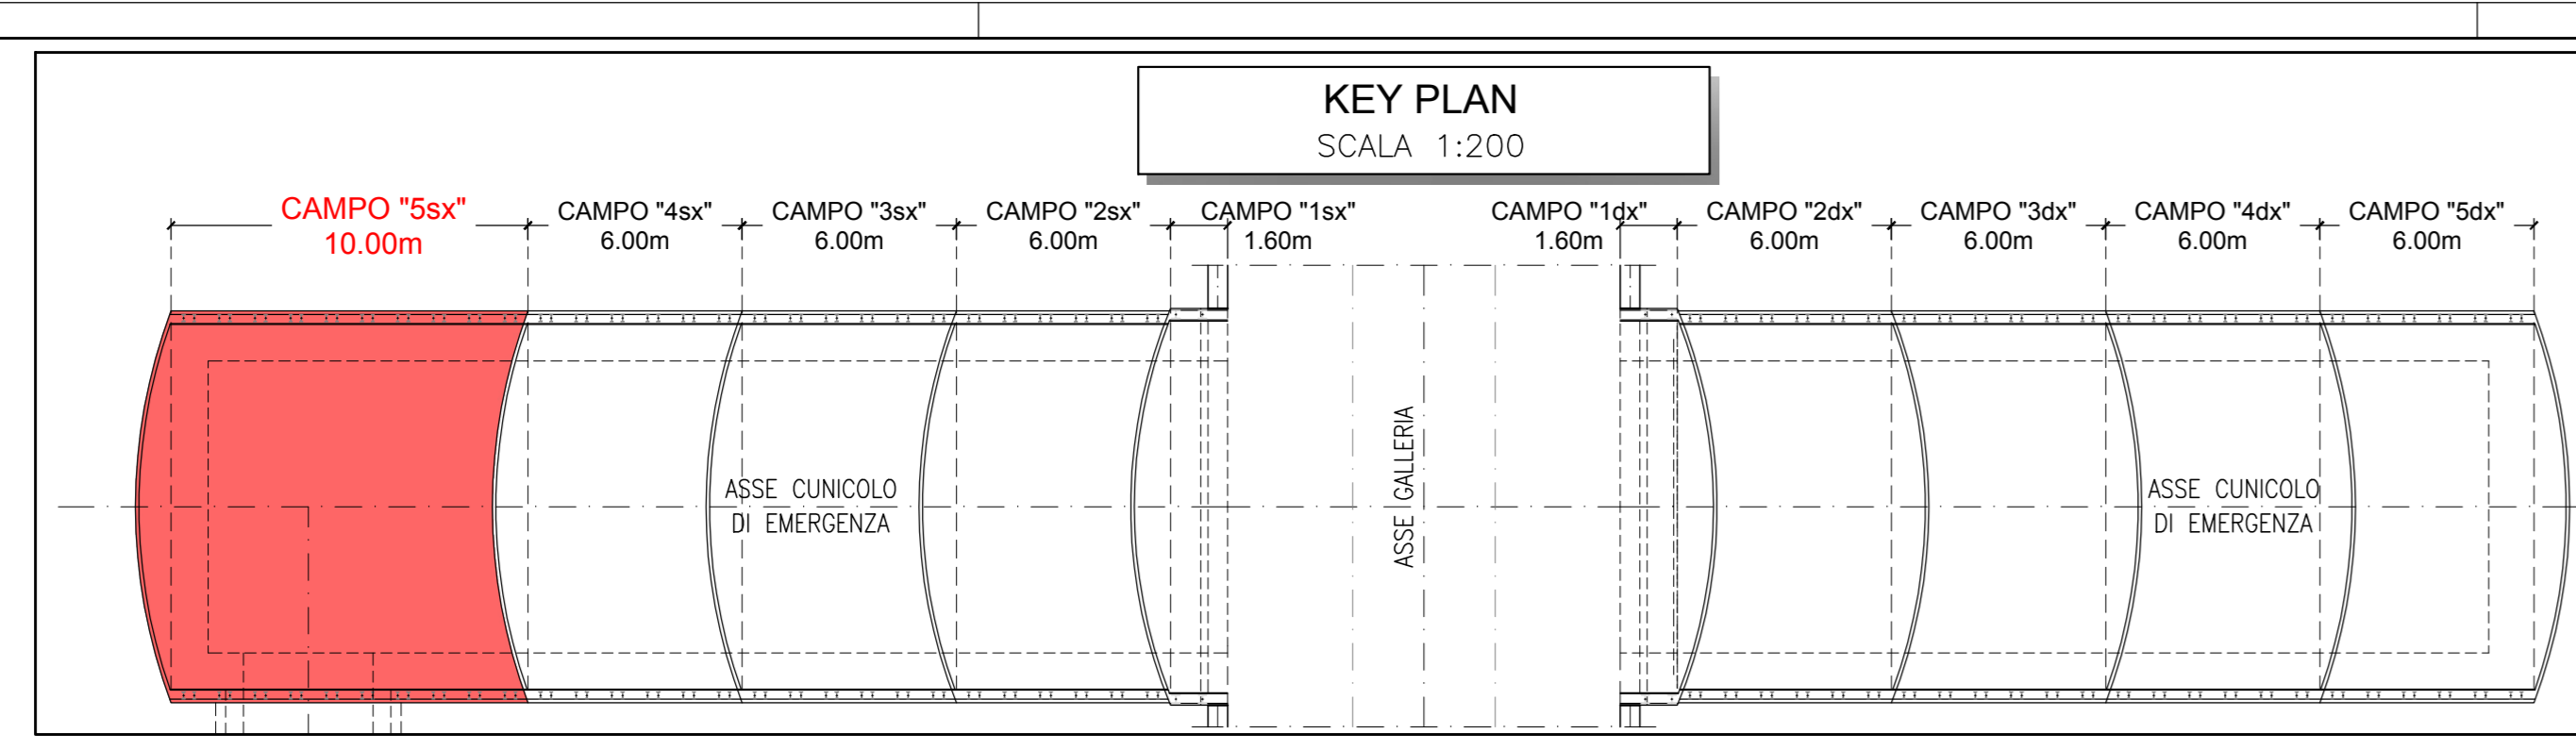 KEY PLAN
SCALA 1:200
CAMPO "5sx"
10.00m
CAMPO "4sx"
6.00m
CAMPO "3sx"
6.00m
CAMPO "2sx"
6.00m
CAMPO "1sx"
1.60m
CAMPO "1dx"
1.60m
CAMPO "2dx"
6.00m
CAMPO "3dx"
6.00m
CAMPO "4dx"
6.00m
CAMPO "5dx"
6.00m
ASSE CUNICOLO
DI EMERGENZA
ASSE GALLERIA
ASSE CUNICOLO
DI EMERGENZA